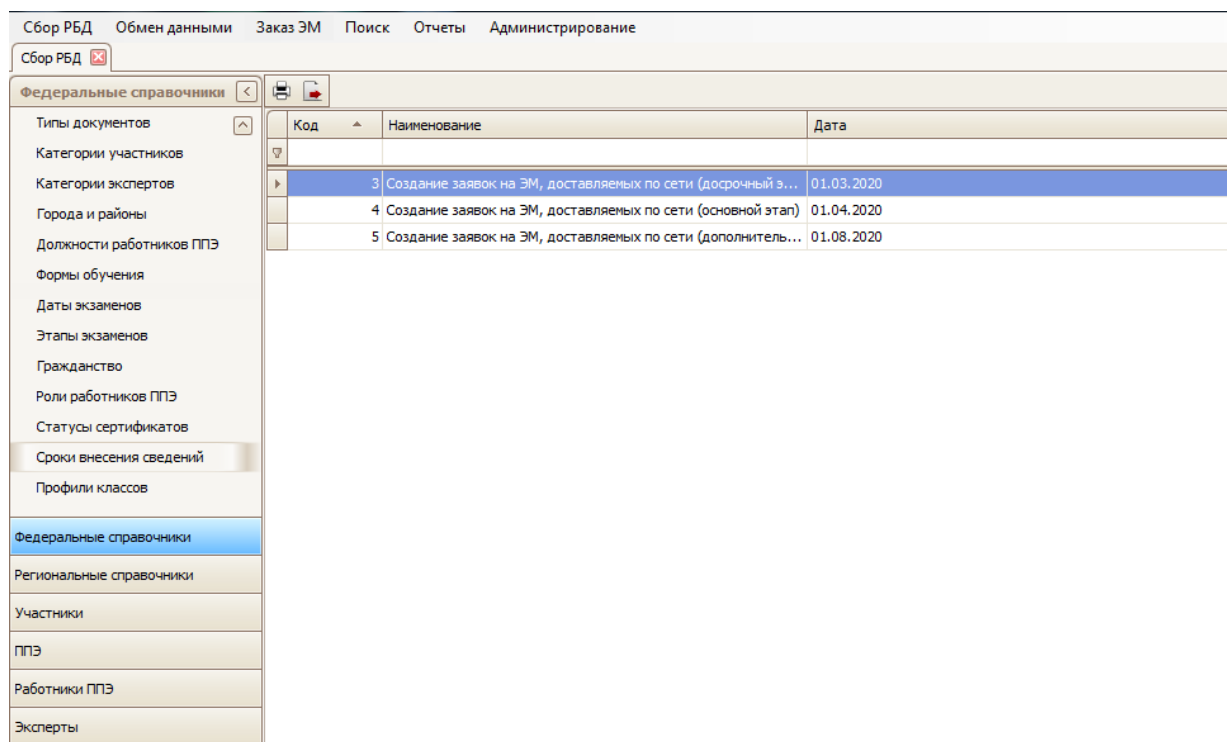 Сбор РБД Обмен данными Заказ ЭМ Поиск Отчеты Администрирование
Сбор РБД
Федеральные справочники
Типы документов
Категории участников
Категории экспертов
Города и районы
Должности работников ППЭ
Формы обучения
Даты экзаменов
Этапы экзаменов
Гражданство
Роли работников ППЭ
Статусы сертификатов
Сроки внесения сведений
Профили классов
Федеральные справочники
Региональные справочники
Участники
ППЭ
Работники ППЭ
Эксперты
Код Наименование Дата
3 Создание заявок на ЭМ, доставляемых по сети (досрочный э... 01.03.2020
4 Создание заявок на ЭМ, доставляемых по сети (основной этап) 01.04.2020
5 Создание заявок на ЭМ, доставляемых по сети (дополнитель... 01.08.2020